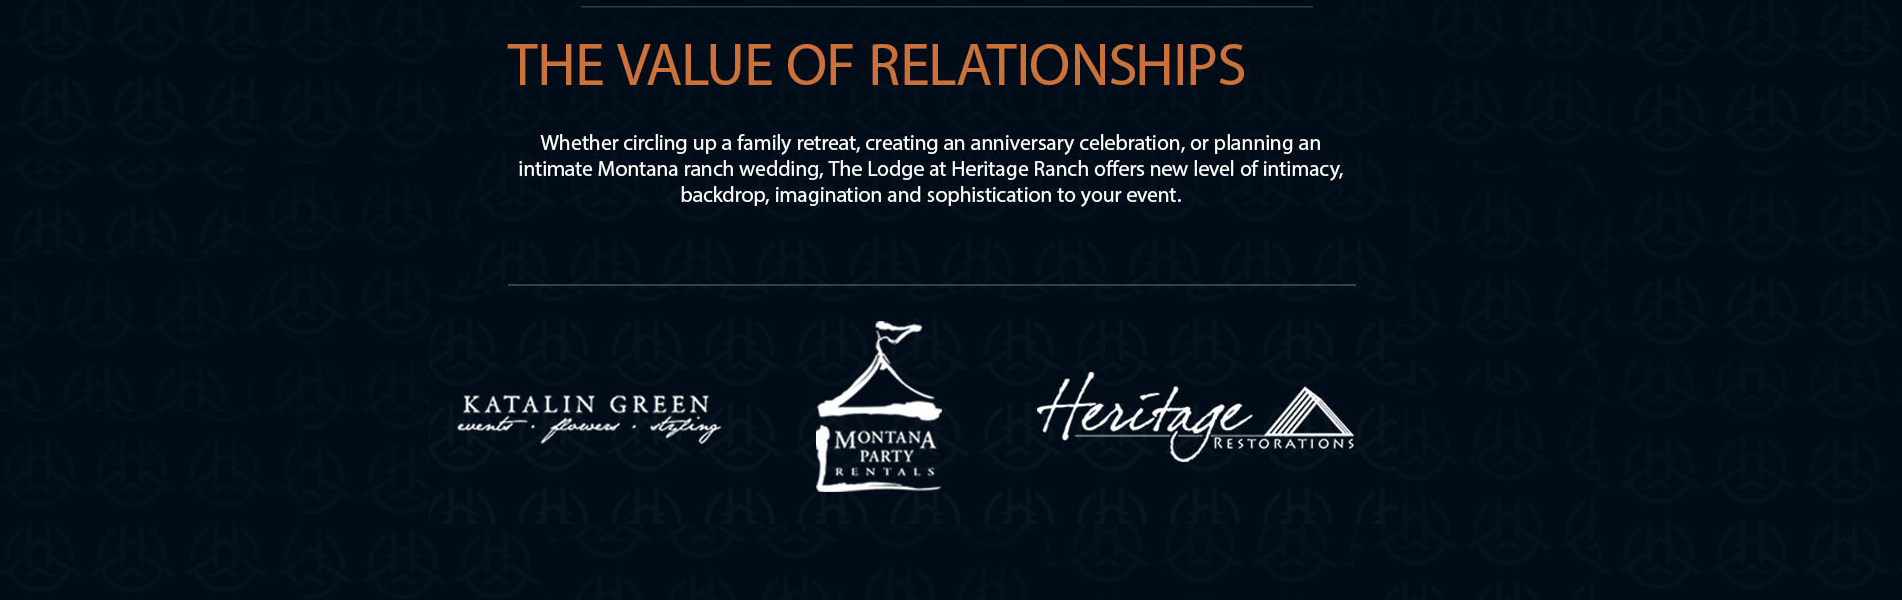 THE VALUE OF RELATIONSHIPS
Whether circling up a family retreat, creating an anniversary celebration, or planning an
intimate Montana ranch wedding, The Lodge at Heritage Ranch offers new level of intimacy,
backdrop, imagination and sophistication to your event.
KATALIN GREEN
events · flowers · styling
MONTANA
PARTY
RENTALS
Heritage
RESTORATIONS